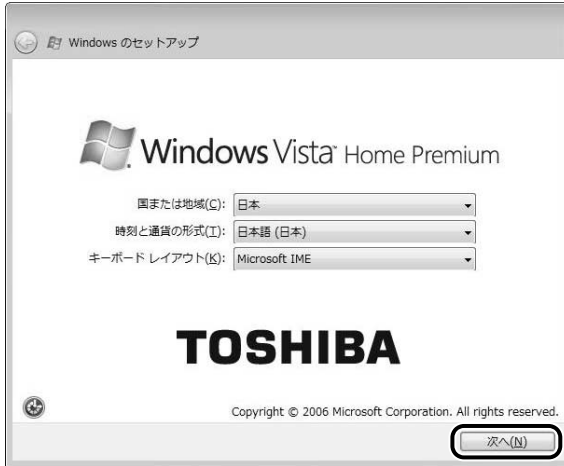 Windows のセットアップ
Windows Vista™ Home Premium
国または地域(C): 日本
時刻と通貨の形式(T): 日本語 (日本)
キーボード レイアウト(K): Microsoft IME
TOSHIBA
Copyright © 2006 Microsoft Corporation. All rights reserved.
次へ(N)